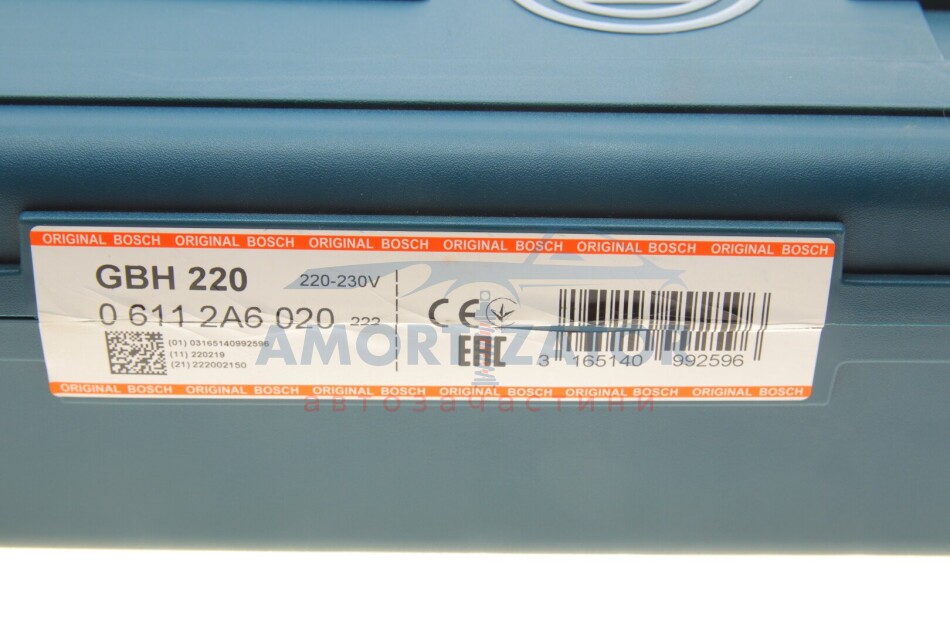 ORIGINAL BOSCH ORIGINAL BOSCH ORIGINAL BOSCH ORIGINAL BOSCH ORIGINAL BOSCH ORIGINAL BOSCH
GBH 220 220-230V
0 611 2A6 020 222
(01) 03165140992596
(11) 220219
(21) 222002150
CE
EAC
3 165140 992596
AMORTIZATOR
ORIGINAL BOSCH ORIGINAL BOSCH ORIGINAL BOSCH ORIGINAL BOSCH ORIGINAL BOSCH ORIGINAL BOSCH
автозачастини